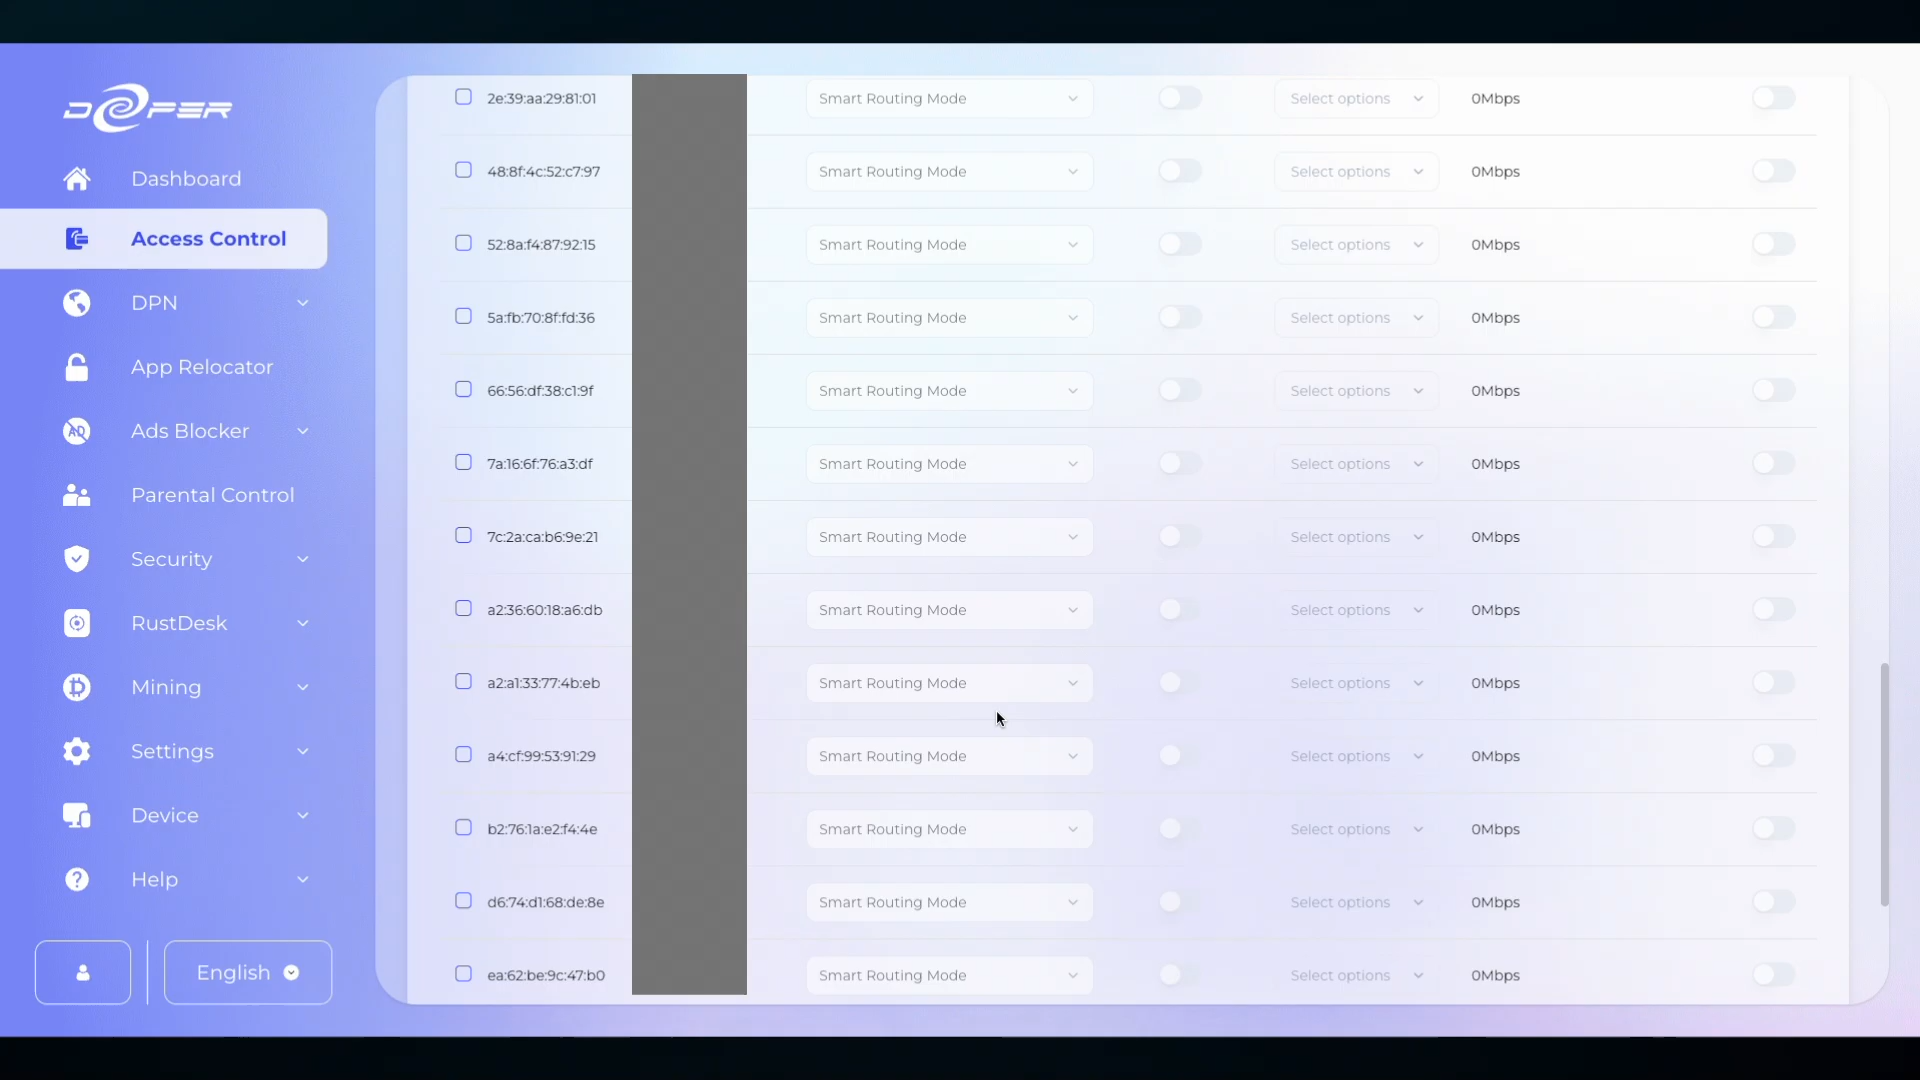 DEEPER
Dashboard
Access Control
DPN
App Relocator
AD
Ads Blocker
Parental Control
Security
RustDesk
Mining
Settings
Device
Help
English
2e:39:aa:29:81:01 Smart Routing Mode Select options 0Mbps
48:8f:4c:52:c7:97 Smart Routing Mode Select options 0Mbps
52:8a:f4:87:92:15 Smart Routing Mode Select options 0Mbps
5a:fb:70:8f:fd:36 Smart Routing Mode Select options 0Mbps
66:56:df:38:c1:9f Smart Routing Mode Select options 0Mbps
7a:16:6f:76:a3:df Smart Routing Mode Select options 0Mbps
7c:2a:ca:b6:9e:21 Smart Routing Mode Select options 0Mbps
a2:36:60:18:a6:db Smart Routing Mode Select options 0Mbps
a2:a1:33:77:4b:eb Smart Routing Mode Select options 0Mbps
a4:cf:99:53:91:29 Smart Routing Mode Select options 0Mbps
b2:76:1a:e2:f4:4e Smart Routing Mode Select options 0Mbps
d6:74:d1:68:de:8e Smart Routing Mode Select options 0Mbps
ea:62:be:9c:47:b0 Smart Routing Mode Select options 0Mbps